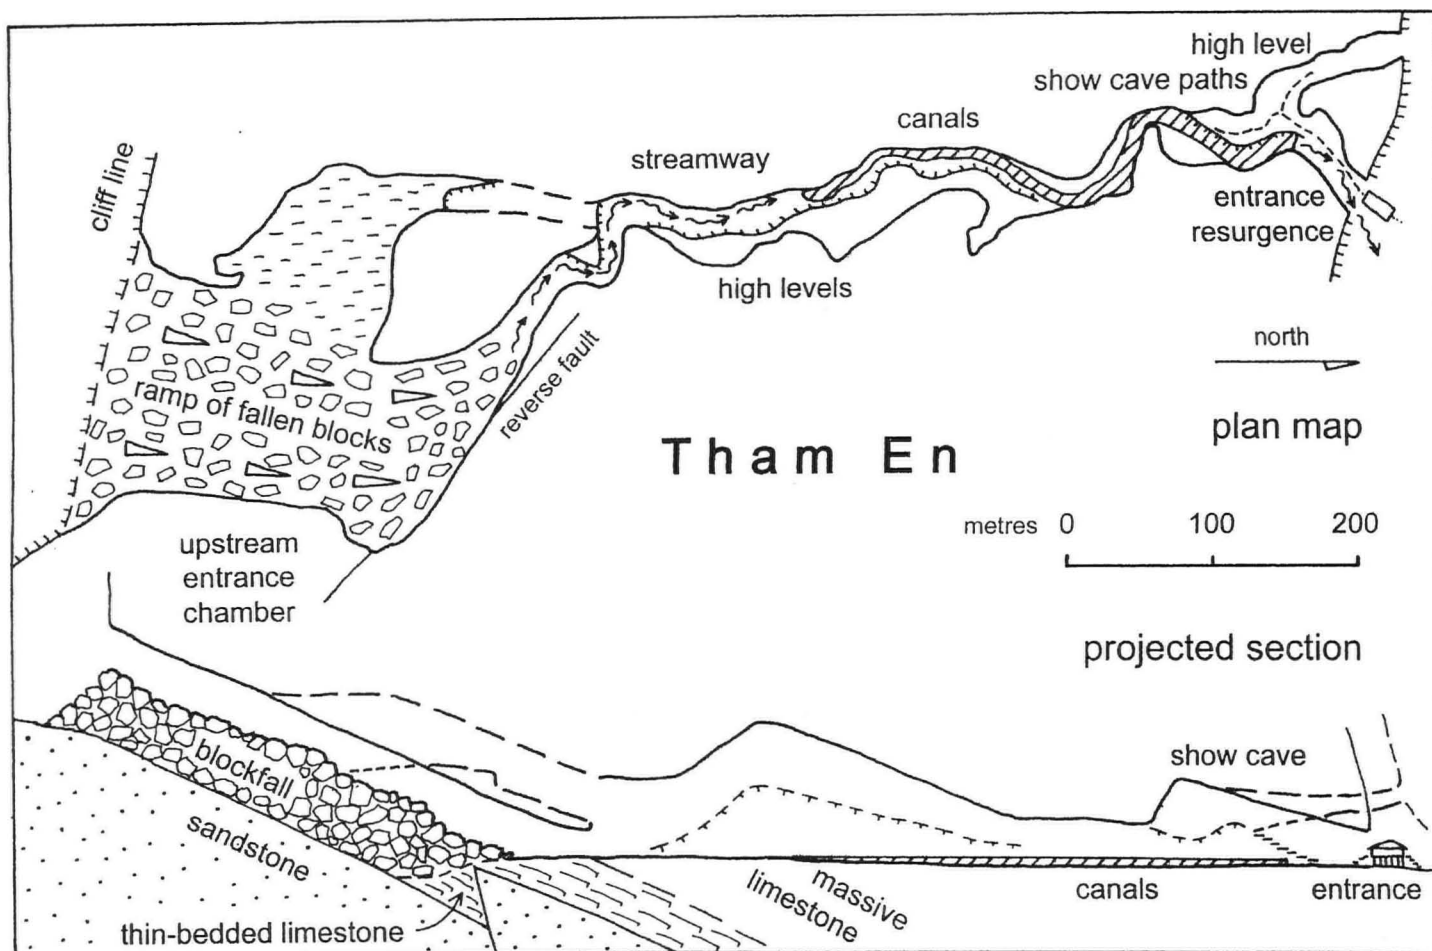 high level
show cave paths
canals
streamway
cliff line
entrance
resurgence
high levels
north
reverse fault
ramp of fallen blocks
plan map
Tham En
metres 0 100 200
upstream
entrance
chamber
projected section
show cave
blockfall
sandstone
massive
limestone
canals
entrance
thin-bedded limestone